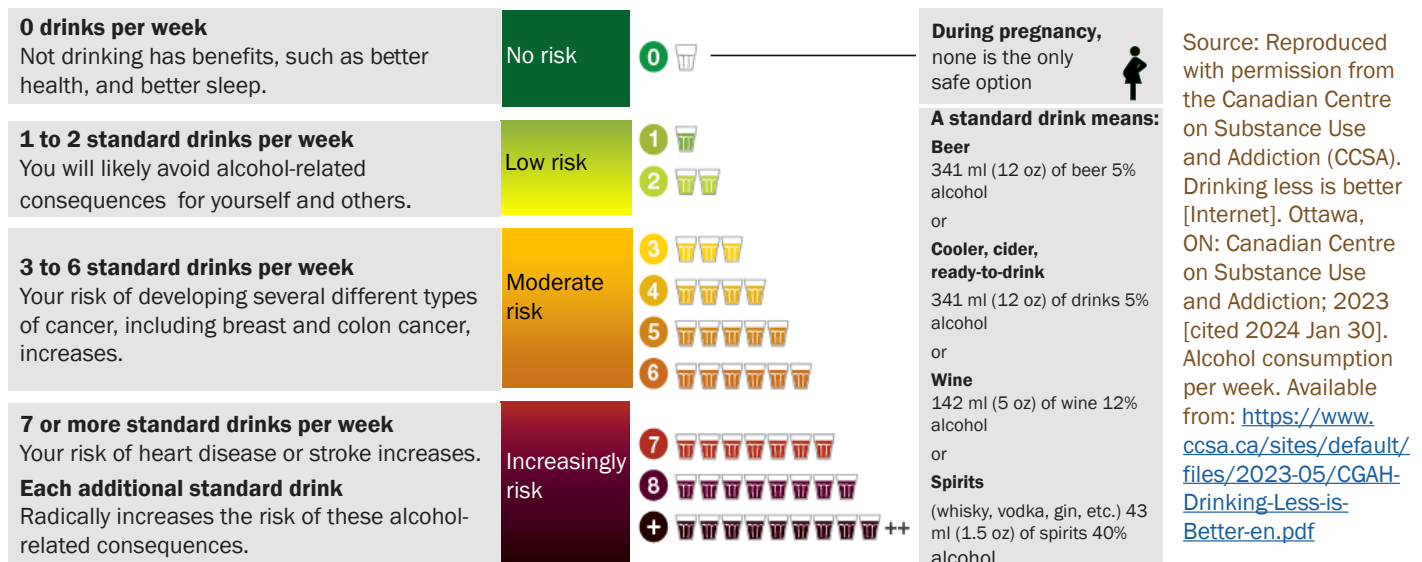 0 drinks per week
Not drinking has benefits, such as better
health, and better sleep.
No risk
0
During pregnancy,
none is the only
safe option
1 to 2 standard drinks per week
You will likely avoid alcohol-related
consequences for yourself and others.
Low risk
1
2
3 to 6 standard drinks per week
Your risk of developing several different types
of cancer, including breast and colon cancer,
increases.
Moderate
risk
3
4
5
6
7 or more standard drinks per week
Your risk of heart disease or stroke increases.
Each additional standard drink
Radically increases the risk of these alcohol-
related consequences.
Increasingly
risk
7
8
+
++
A standard drink means:
Beer
341 ml (12 oz) of beer 5%
alcohol
or
Cooler, cider,
ready-to-drink
341 ml (12 oz) of drinks 5%
alcohol
or
Wine
142 ml (5 oz) of wine 12%
alcohol
or
Spirits
(whisky, vodka, gin, etc.) 43
ml (1.5 oz) of spirits 40%
alcohol
Source: Reproduced
with permission from
the Canadian Centre
on Substance Use
and Addiction (CCSA).
Drinking less is better
[Internet]. Ottawa,
ON: Canadian Centre
on Substance Use
and Addiction; 2023
[cited 2024 Jan 30].
Alcohol consumption
per week. Available
from: https://www.
ccsa.ca/sites/default/
files/2023-05/CGAH-
Drinking-Less-is-
Better-en.pdf